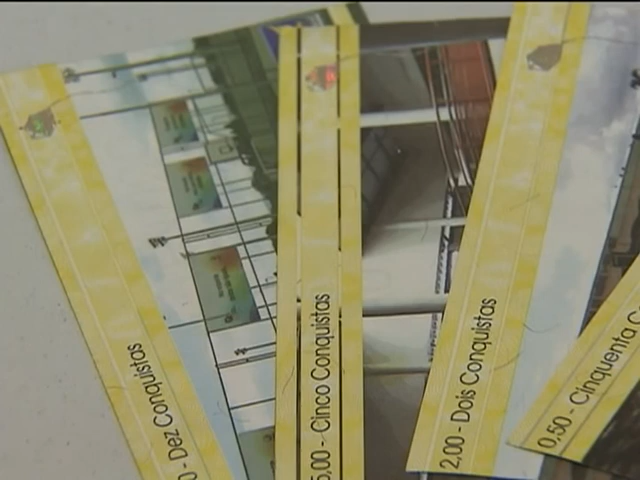 0 - Dez Conquistas
5,00 - Cinco Conquistas
2,00 - Dois Conquistas
0,50 - Cinquenta C